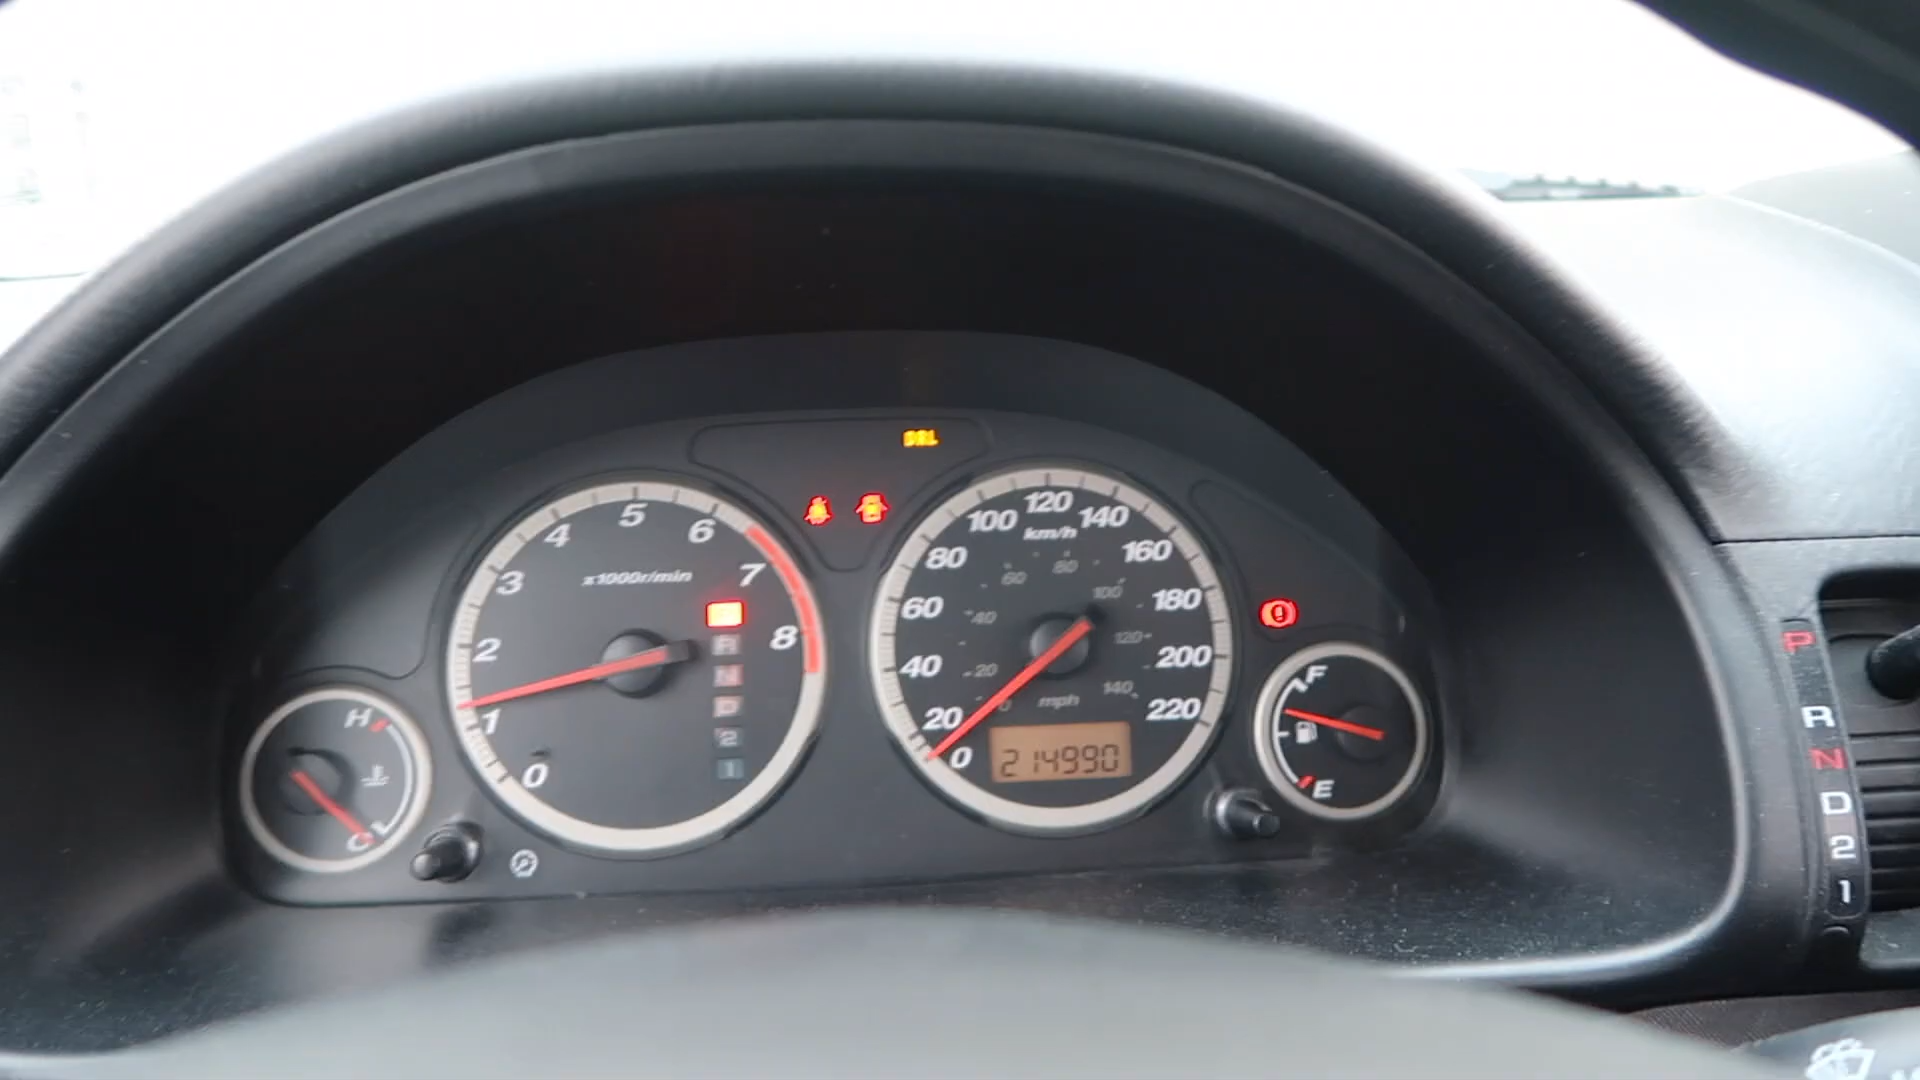 DRL
0 1 2 3 4 5 6 7 8
x1000r/min
R
N
D
2
1
0 20 40 60 80 100 120 140 160 180 200 220
km/h
0 20 40 60 80 100 120 140
mph
214990
H
C
F
E
P
R
N
D
2
1